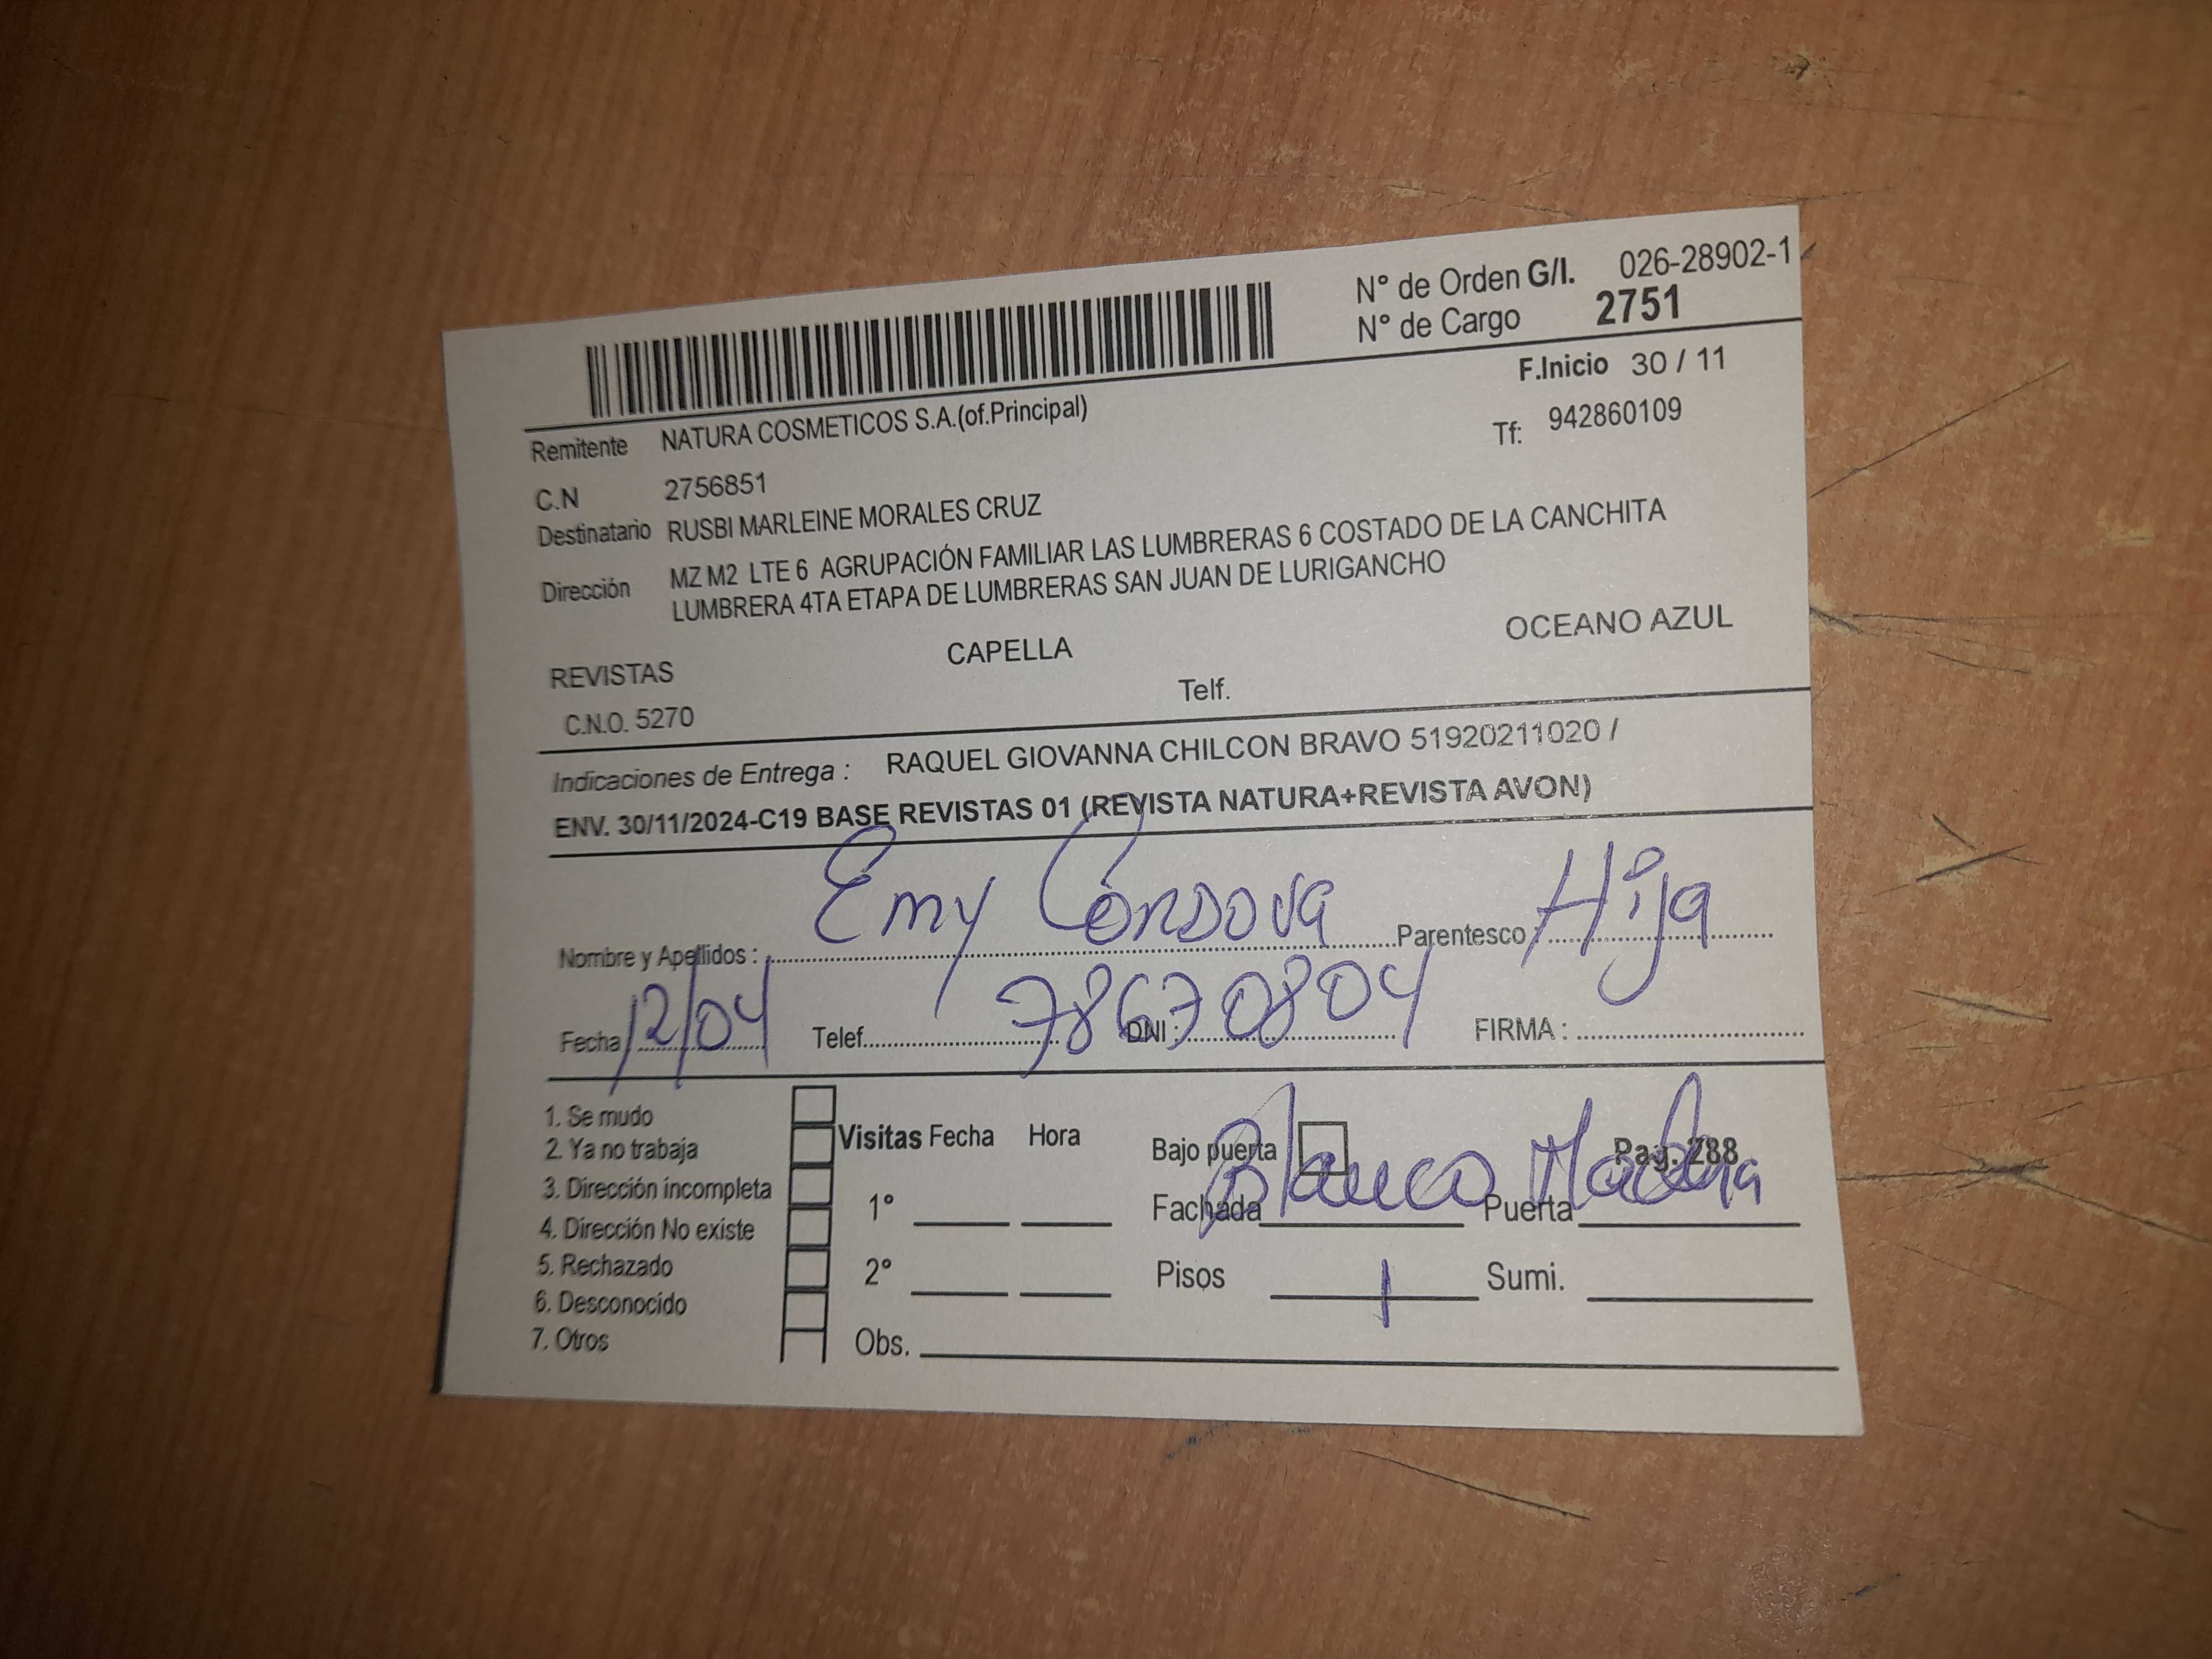 N° de Orden G/I. 026-28902-1
N° de Cargo 2751
F.Inicio 30 / 11
Remitente NATURA COSMETICOS S.A.(of.Principal)
Tf: 942860109
C.N 2756851
Destinatario RUSBI MARLEINE MORALES CRUZ
Dirección MZ M2 LTE 6 AGRUPACIÓN FAMILIAR LAS LUMBRERAS 6 COSTADO DE LA CANCHITA
LUMBRERA 4TA ETAPA DE LUMBRERAS SAN JUAN DE LURIGANCHO
REVISTAS CAPELLA OCEANO AZUL
C.N.O. 5270 Telf.
Indicaciones de Entrega : RAQUEL GIOVANNA CHILCON BRAVO 51920211020 /
ENV. 30/11/2024-C19 BASE REVISTAS 01 (REVISTA NATURA+REVISTA AVON)
Nombre y Apellidos : Emy Cordova Parentesco : Hija
Fecha 12/04 Telef. DNI : 78670804 FIRMA :
1. Se mudo
2. Ya no trabaja
3. Dirección incompleta
4. Dirección No existe
5. Rechazado
6. Desconocido
7. Otros
Visitas Fecha Hora
1°
2°
Obs.
Bajo puerta Pag. 288
Fachada Blanco Puerta Madera
Pisos 1 Sumi.